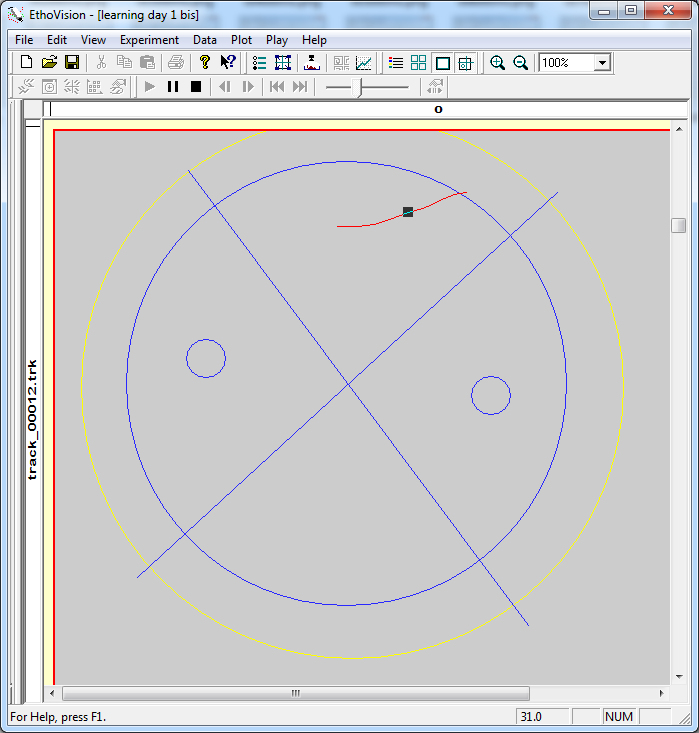 EthoVision - [learning day 1 bis]
File Edit View Experiment Data Plot Play Help
100%
O
track_00012.trk
For Help, press F1.
31.0
NUM